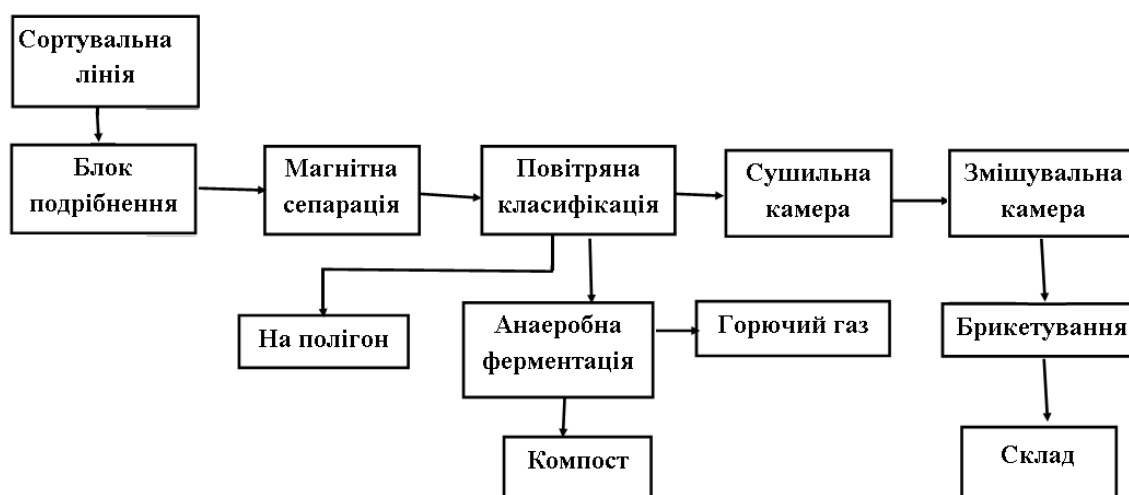 Сортувальна
лінія
Блок
подрібнення
Магнітна
сепарація
Повітряна
класифікація
Сушильна
камера
Змішувальна
камера
На полігон
Анаеробна
ферментація
Горючий газ
Брикетування
Компост
Склад